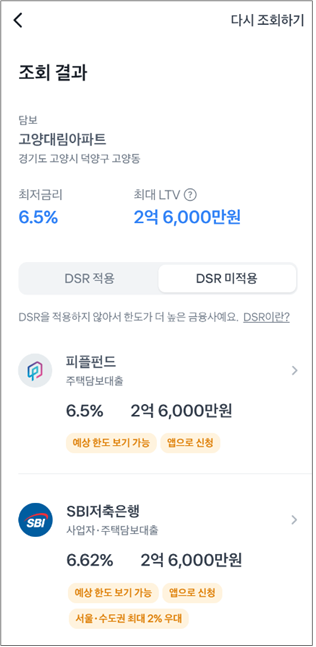 다시 조회하기
조회 결과
담보
고양대림아파트
경기도 고양시 덕양구 고양동
최저금리 최대 LTV ?
6.5% 2억 6,000만원
DSR 적용 DSR 미적용
DSR을 적용하지 않아서 한도가 더 높은 금융사예요. DSR이란?
피플펀드
주택담보대출
6.5% 2억 6,000만원
예상 한도 보기 가능 앱으로 신청
SBI
SBI저축은행
사업자·주택담보대출
6.62% 2억 6,000만원
예상 한도 보기 가능 앱으로 신청
서울·수도권 최대 2% 우대